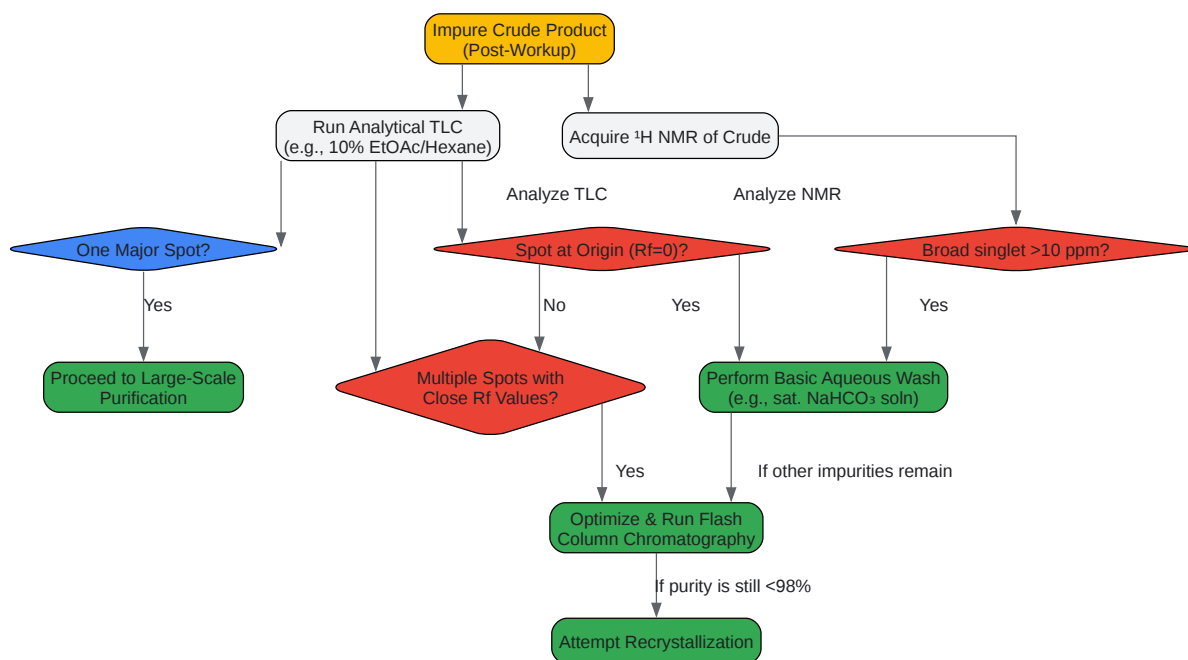 Impure Crude Product
(Post-Workup)
Run Analytical TLC
(e.g., 10% EtOAc/Hexane)
Acquire ¹H NMR of Crude
Analyze TLC
Analyze NMR
One Major Spot?
Spot at Origin (Rf=0)?
Broad singlet >10 ppm?
Yes
No
Yes
Yes
Proceed to Large-Scale
Purification
Multiple Spots with
Close Rf Values?
Perform Basic Aqueous Wash
(e.g., sat. NaHCO₃ soln)
Yes
If other impurities remain
Optimize & Run Flash
Column Chromatography
If purity is still <98%
Attempt Recrystallization